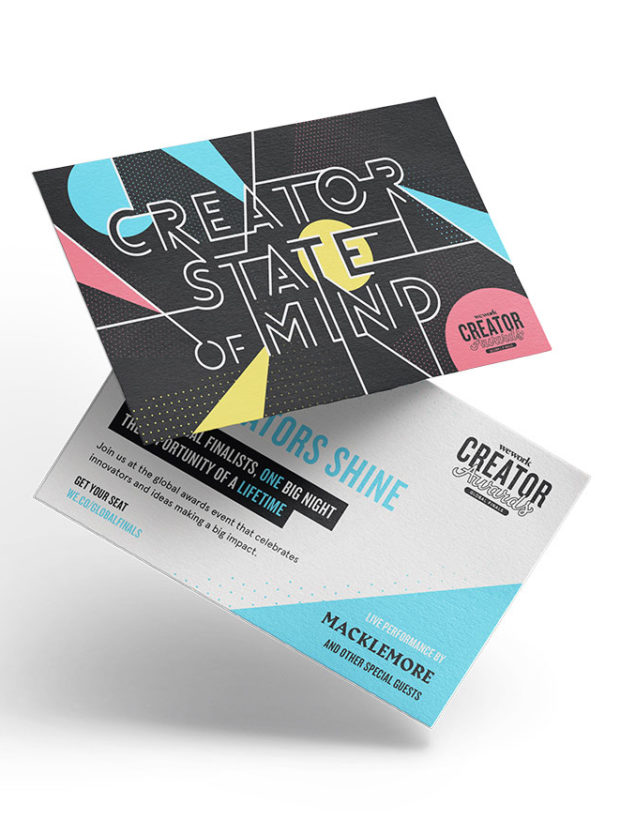 CREATOR
STATE
OF MIND
wework
CREATOR
Awards
GLOBAL FINALS
SHINE
FINALISTS, ONE BIG NIGHT
OF A LIFETIME
Join us at the global awards event that celebrates
innovators and ideas making a big impact.
GET YOUR SEAT
WE.CO/GLOBALFINALS
wework
CREATOR
Awards
GLOBAL FINALS
LIVE PERFORMANCE BY
MACKLEMORE
AND OTHER SPECIAL GUESTS